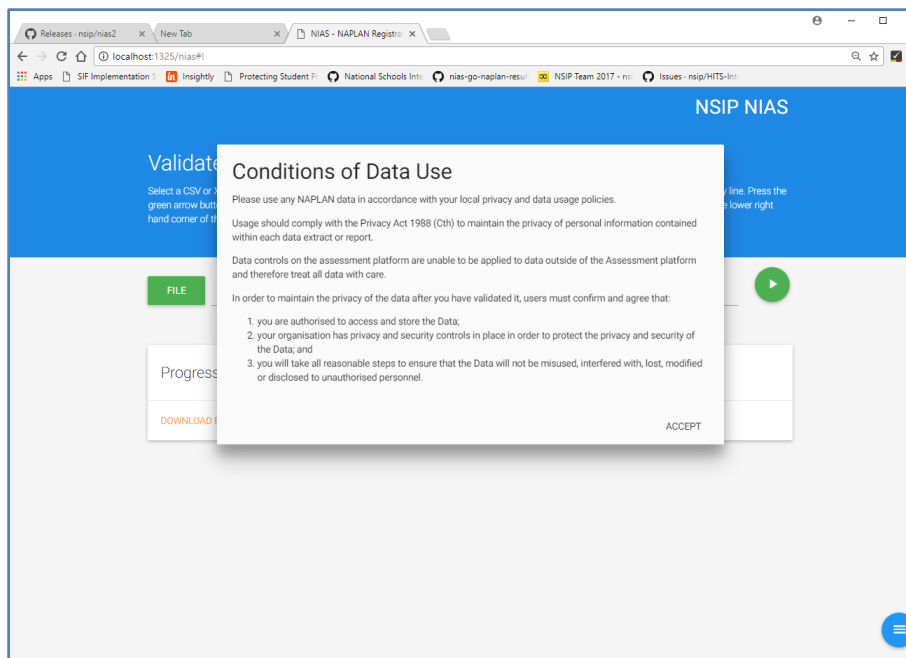 Releases · nsip/nias2
New Tab
NIAS - NAPLAN Registra
localhost:1325/nias#!
Apps
SIF Implementation S
Insightly
Protecting Student Pr
National Schools Inte
nias-go-naplan-resul
NSIP Team 2017 - nsi
Issues · nsip/HITS-Int
NSIP NIAS
Validate
Select a CSV or X
y line. Press the
green arrow butt
e lower right
hand corner of th
Conditions of Data Use
Please use any NAPLAN data in accordance with your local privacy and data usage policies.
Usage should comply with the Privacy Act 1988 (Cth) to maintain the privacy of personal information contained
within each data extract or report.
Data controls on the assessment platform are unable to be applied to data outside of the Assessment platform
and therefore treat all data with care.
In order to maintain the privacy of the data after you have validated it, users must confirm and agree that:
1. you are authorised to access and store the Data;
2. your organisation has privacy and security controls in place in order to protect the privacy and security of
the Data; and
3. you will take all reasonable steps to ensure that the Data will not be misused, interfered with, lost, modified
or disclosed to unauthorised personnel.
ACCEPT
FILE
Progress
DOWNLOAD